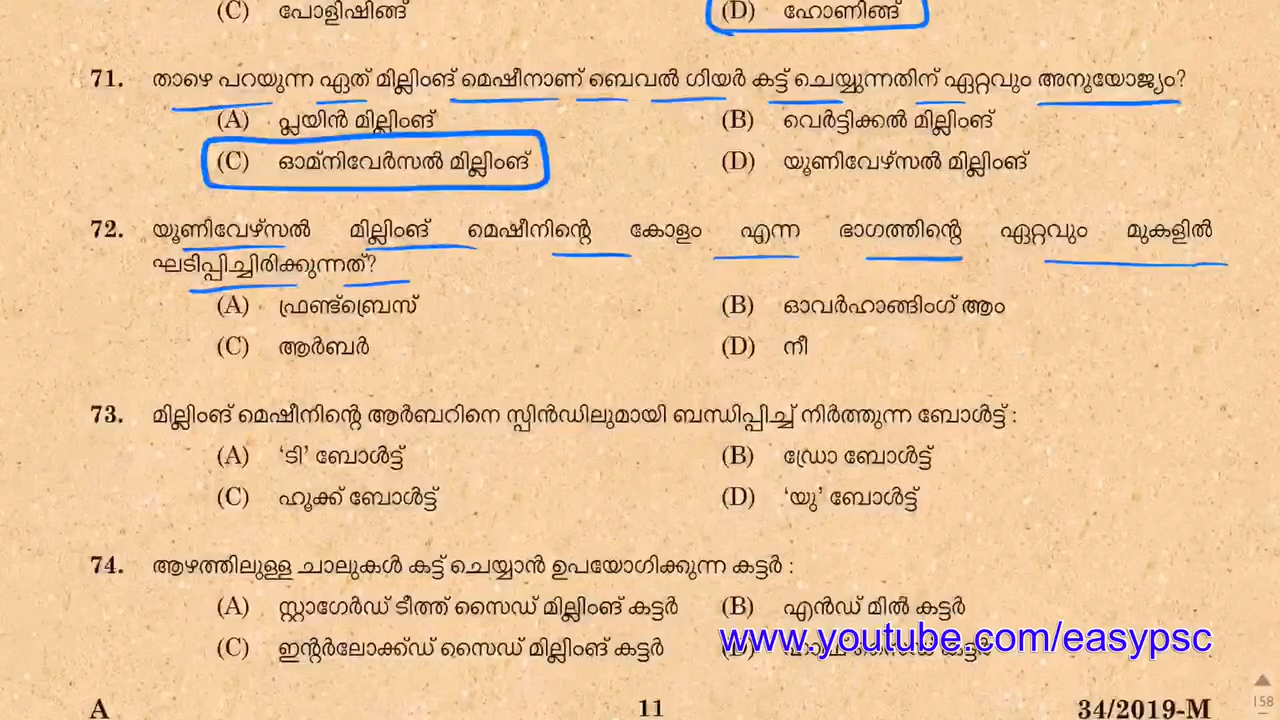 (C) പോളിഷിങ്ങ് (D) ഹോണിങ്ങ്
71. താഴെ പറയുന്ന ഏത് മില്ലിംങ് മെഷീനാണ് ബെവൽ ഗിയർ കട്ട് ചെയ്യുന്നതിന് ഏറ്റവും അനുയോജ്യം?
(A) പ്ലയിൻ മില്ലിംങ് (B) വെർട്ടിക്കൽ മില്ലിംങ്
(C) ഓമ്നിവേർസൽ മില്ലിംങ് (D) യൂണിവേഴ്സൽ മില്ലിംങ്
72. യൂണിവേഴ്സൽ മില്ലിംങ് മെഷീനിന്റെ കോളം എന്ന ഭാഗത്തിന്റെ ഏറ്റവും മുകളിൽ
ഘടിപ്പിച്ചിരിക്കുന്നത്?
(A) ഫ്രണ്ട്ബ്രെസ് (B) ഓവർഹാങ്ങിംഗ് ആം
(C) ആർബർ (D) നീ
73. മില്ലിംങ് മെഷീനിന്റെ ആർബറിനെ സ്പിൻഡിലുമായി ബന്ധിപ്പിച്ച് നിർത്തുന്ന ബോൾട്ട് :
(A) ‘ടി’ ബോൾട്ട് (B) ഡ്രോ ബോൾട്ട്
(C) ഹൂക്ക് ബോൾട്ട് (D) ‘യു’ ബോൾട്ട്
74. ആഴത്തിലുള്ള ചാലുകൾ കട്ട് ചെയ്യാൻ ഉപയോഗിക്കുന്ന കട്ടർ :
(A) സ്റ്റാഗേർഡ് ടീത്ത് സൈഡ് മില്ലിംങ് കട്ടർ (B) എൻഡ് മിൽ കട്ടർ
(C) ഇന്റർലോക്ക്ഡ് സൈഡ് മില്ലിംങ് കട്ടർ (D) കട്ടർ
www.youtube.com/easypsc
A 11 34/2019-M
158